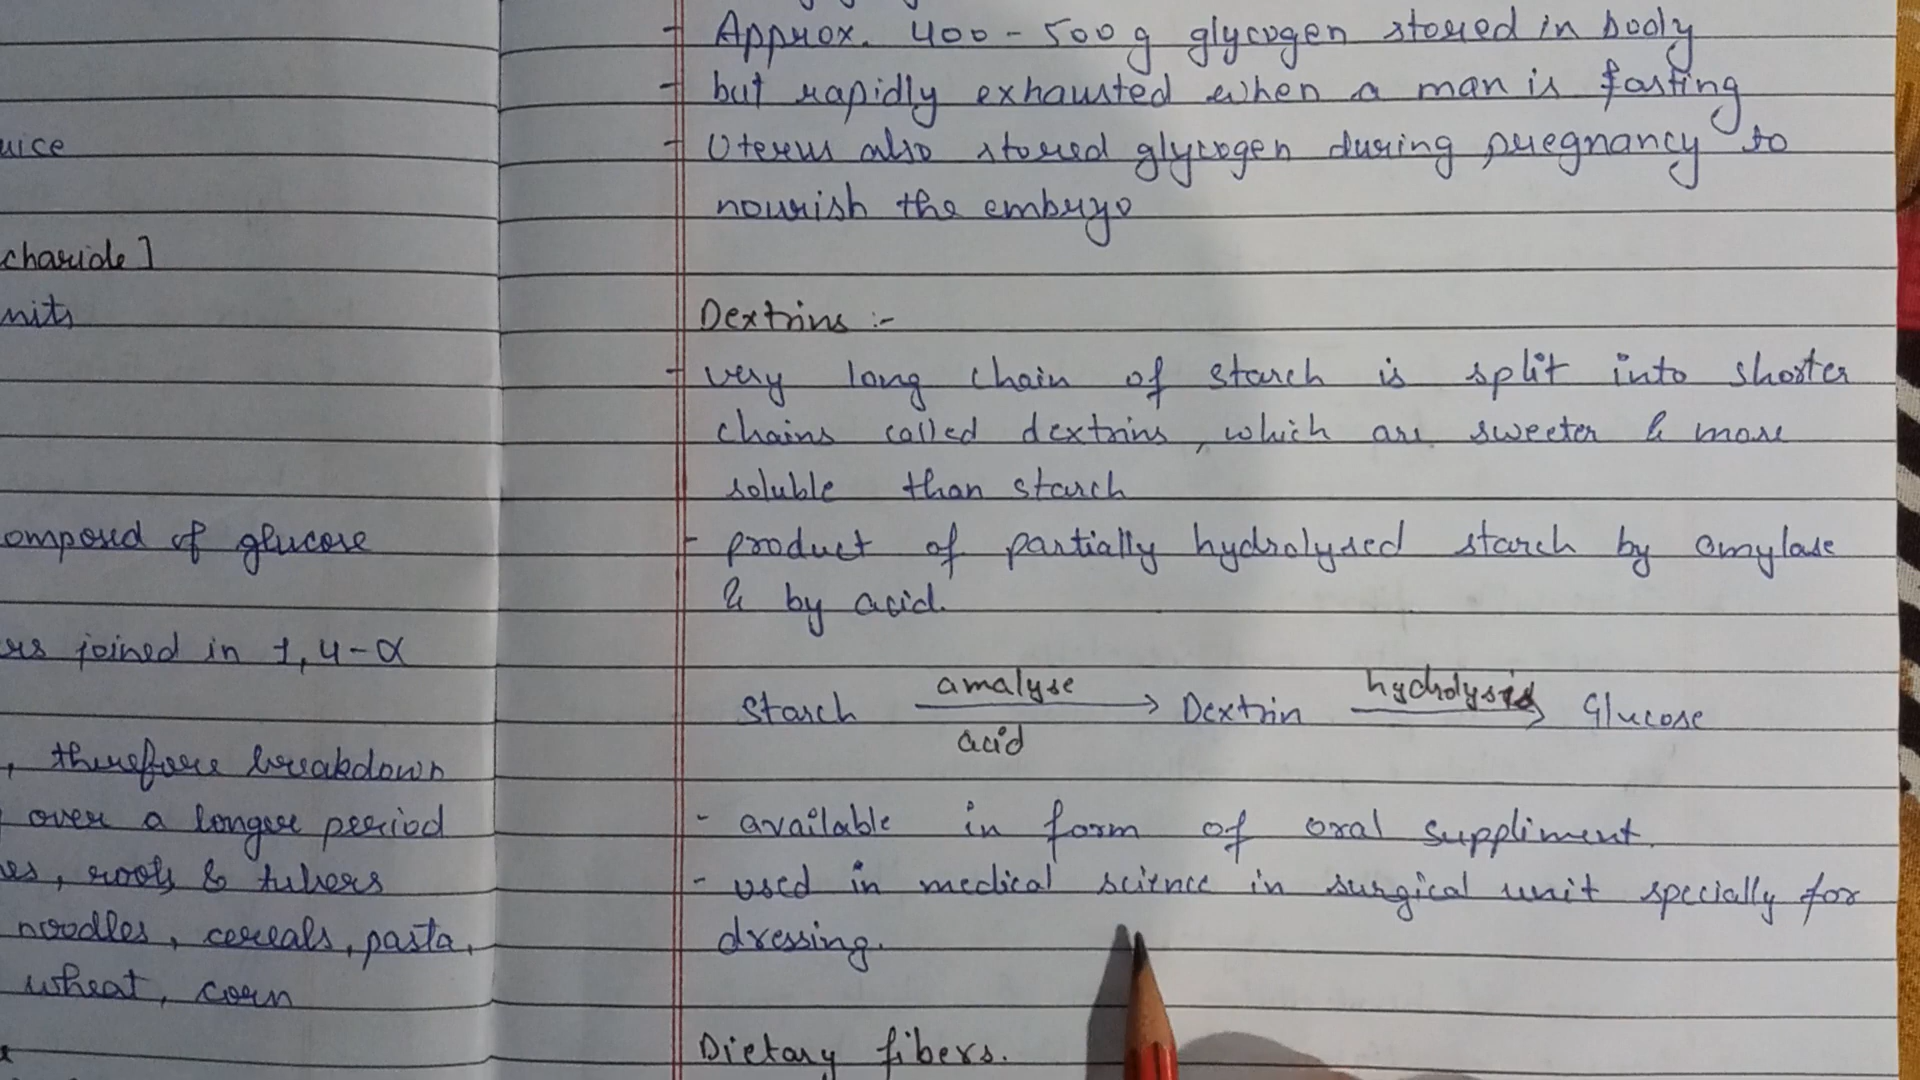 uice
charide]
nits
omposed of glucose
ers joined in 1,4-α
, therefore breakdown
over a longer period
es, roots & tubers
noodles, cereals, pasta,
wheat, corn
- Approx. 400-500g glycogen stored in body
- but rapidly exhausted when a man is fasting
- Uterus also stored glycogen during pregnancy to
nourish the embryo
Dextrins :-
- very long chain of starch is split into shorter
chains called dextrins, which are sweeter & more
soluble than starch
- product of partially hydrolysed starch by amylase
& by acid.
Starch amalyse acid → Dextrin hydrolysis → Glucose
- available in form of oral suppliment.
- used in medical science in surgical unit specially for
dressing.
Dietary fibers.